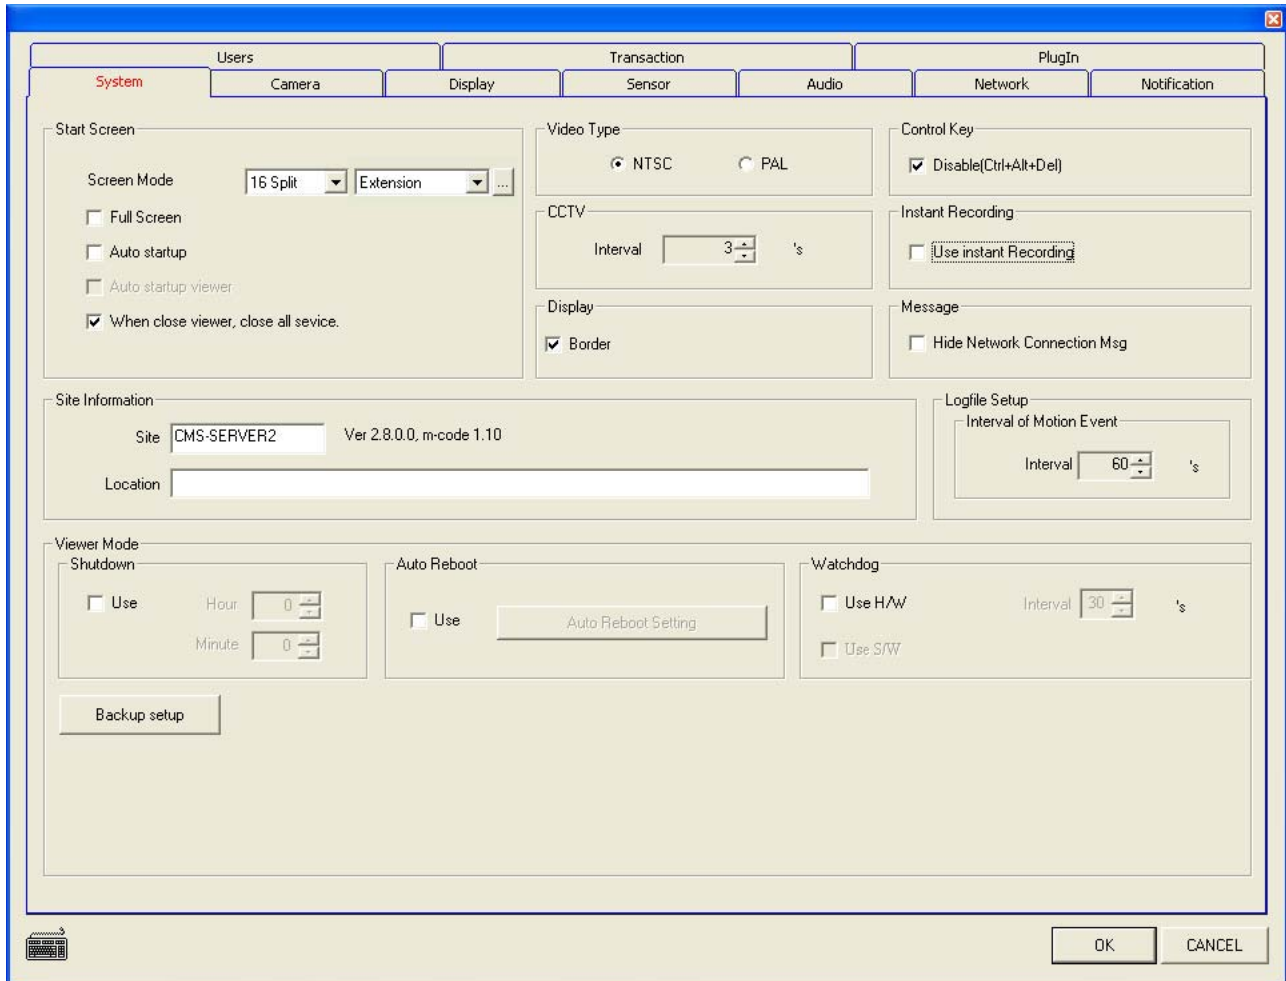 Users Transaction PlugIn
System Camera Display Sensor Audio Network Notification
Start Screen
Screen Mode 16 Split Extension ...
Full Screen
Auto startup
Auto startup viewer
When close viewer, close all sevice.
Video Type
NTSC PAL
Control Key
Disable(Ctrl+Alt+Del)
CCTV
Interval 3 's
Instant Recording
Use instant Recording
Display
Border
Message
Hide Network Connection Msg
Site Information
Site CMS-SERVER2 Ver 2.8.0.0, m-code 1.10
Location
Logfile Setup
Interval of Motion Event
Interval 60 's
Viewer Mode
Shutdown
Use Hour 0
Minute 0
Auto Reboot
Use Auto Reboot Setting
Watchdog
Use H/W Interval 30 's
Use S/W
Backup setup
OK CANCEL